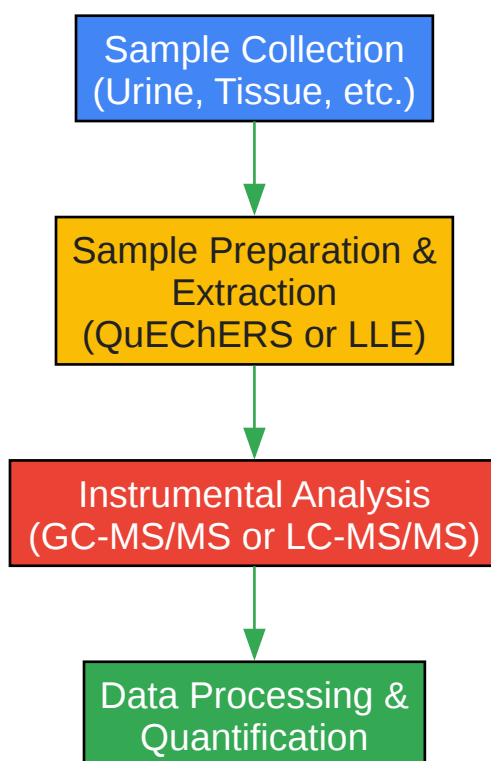 Sample Collection
(Urine, Tissue, etc.)
Sample Preparation &
Extraction
(QuEChERS or LLE)
Instrumental Analysis
(GC-MS/MS or LC-MS/MS)
Data Processing &
Quantification